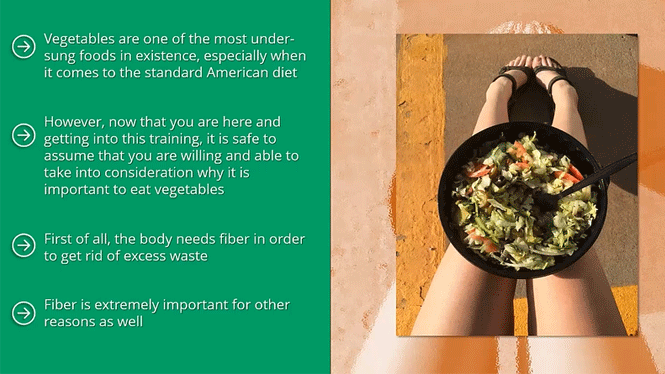 Vegetables are one of the most under-
sung foods in existence, especially when
it comes to the standard American diet
However, now that you are here and
getting into this training, it is safe to
assume that you are willing and able to
take into consideration why it is
important to eat vegetables
First of all, the body needs fiber in order
to get rid of excess waste
Fiber is extremely important for other
reasons as well